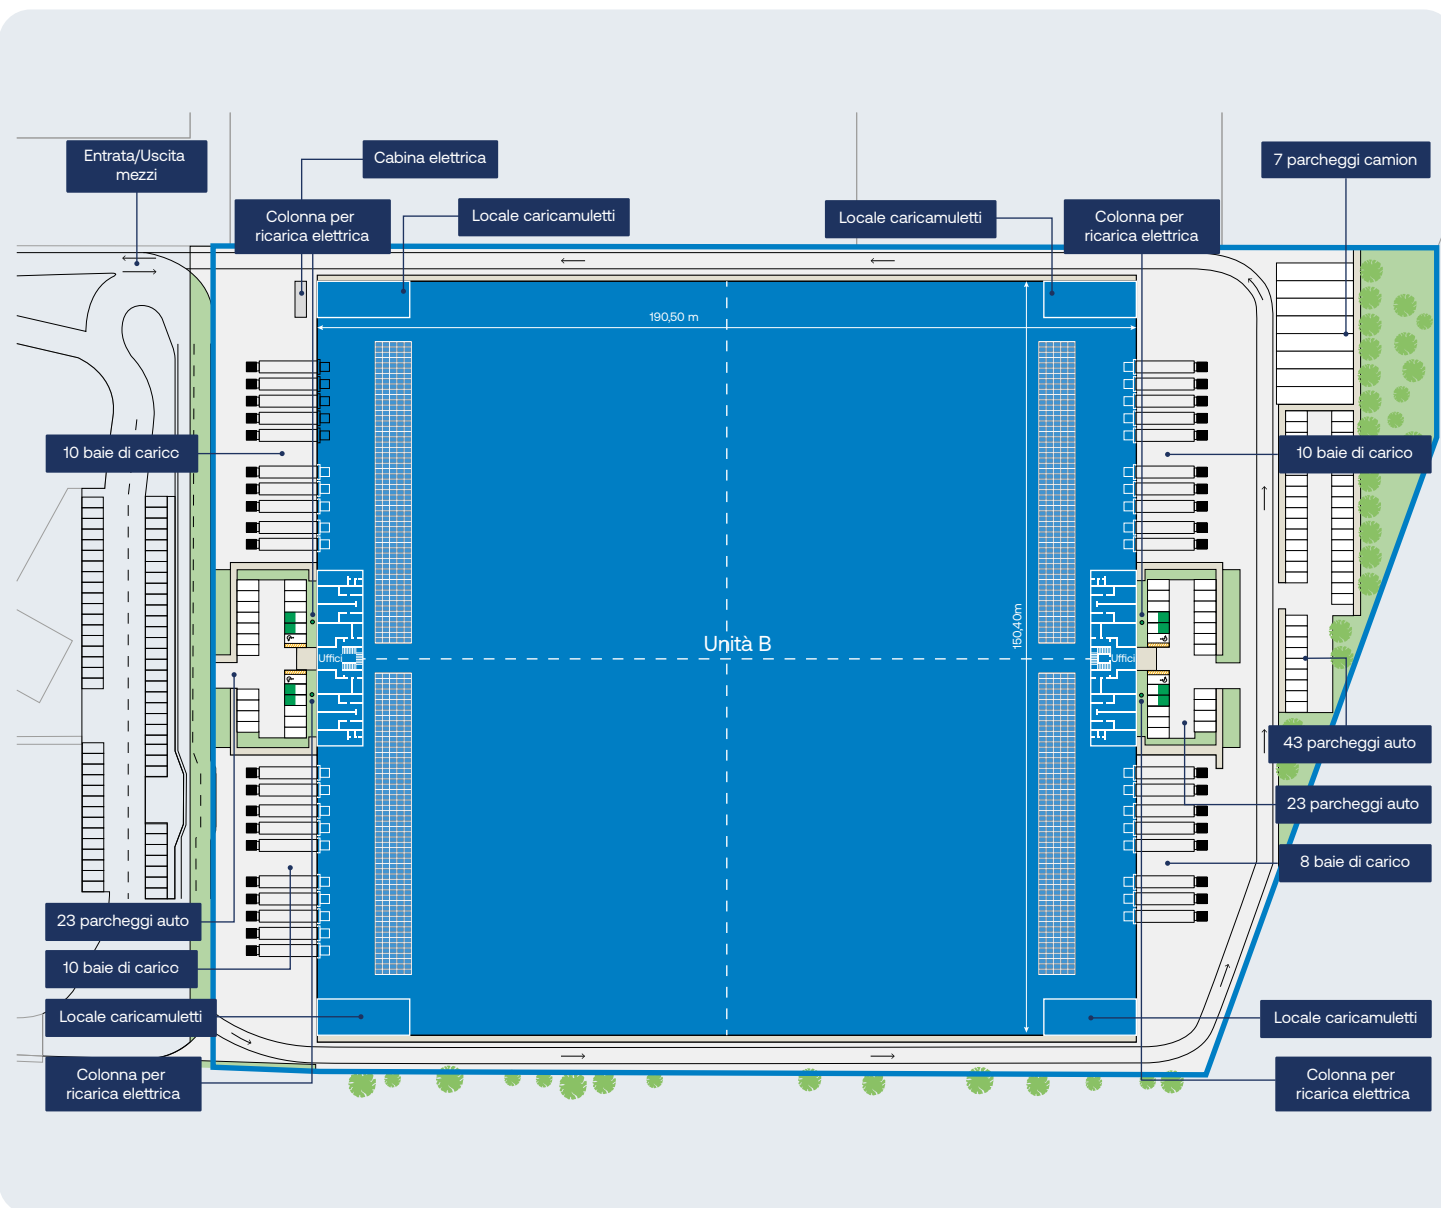 Entrata/Uscita
mezzi
Cabina elettrica
7 parcheggi camion
Colonna per
ricarica elettrica
Locale caricamuletti
Locale caricamuletti
Colonna per
ricarica elettrica
190,50 m
10 baie di carico
10 baie di carico
150,40m
Unità B
Uffici
Uffici
43 parcheggi auto
23 parcheggi auto
8 baie di carico
23 parcheggi auto
10 baie di carico
Locale caricamuletti
Locale caricamuletti
Colonna per
ricarica elettrica
Colonna per
ricarica elettrica